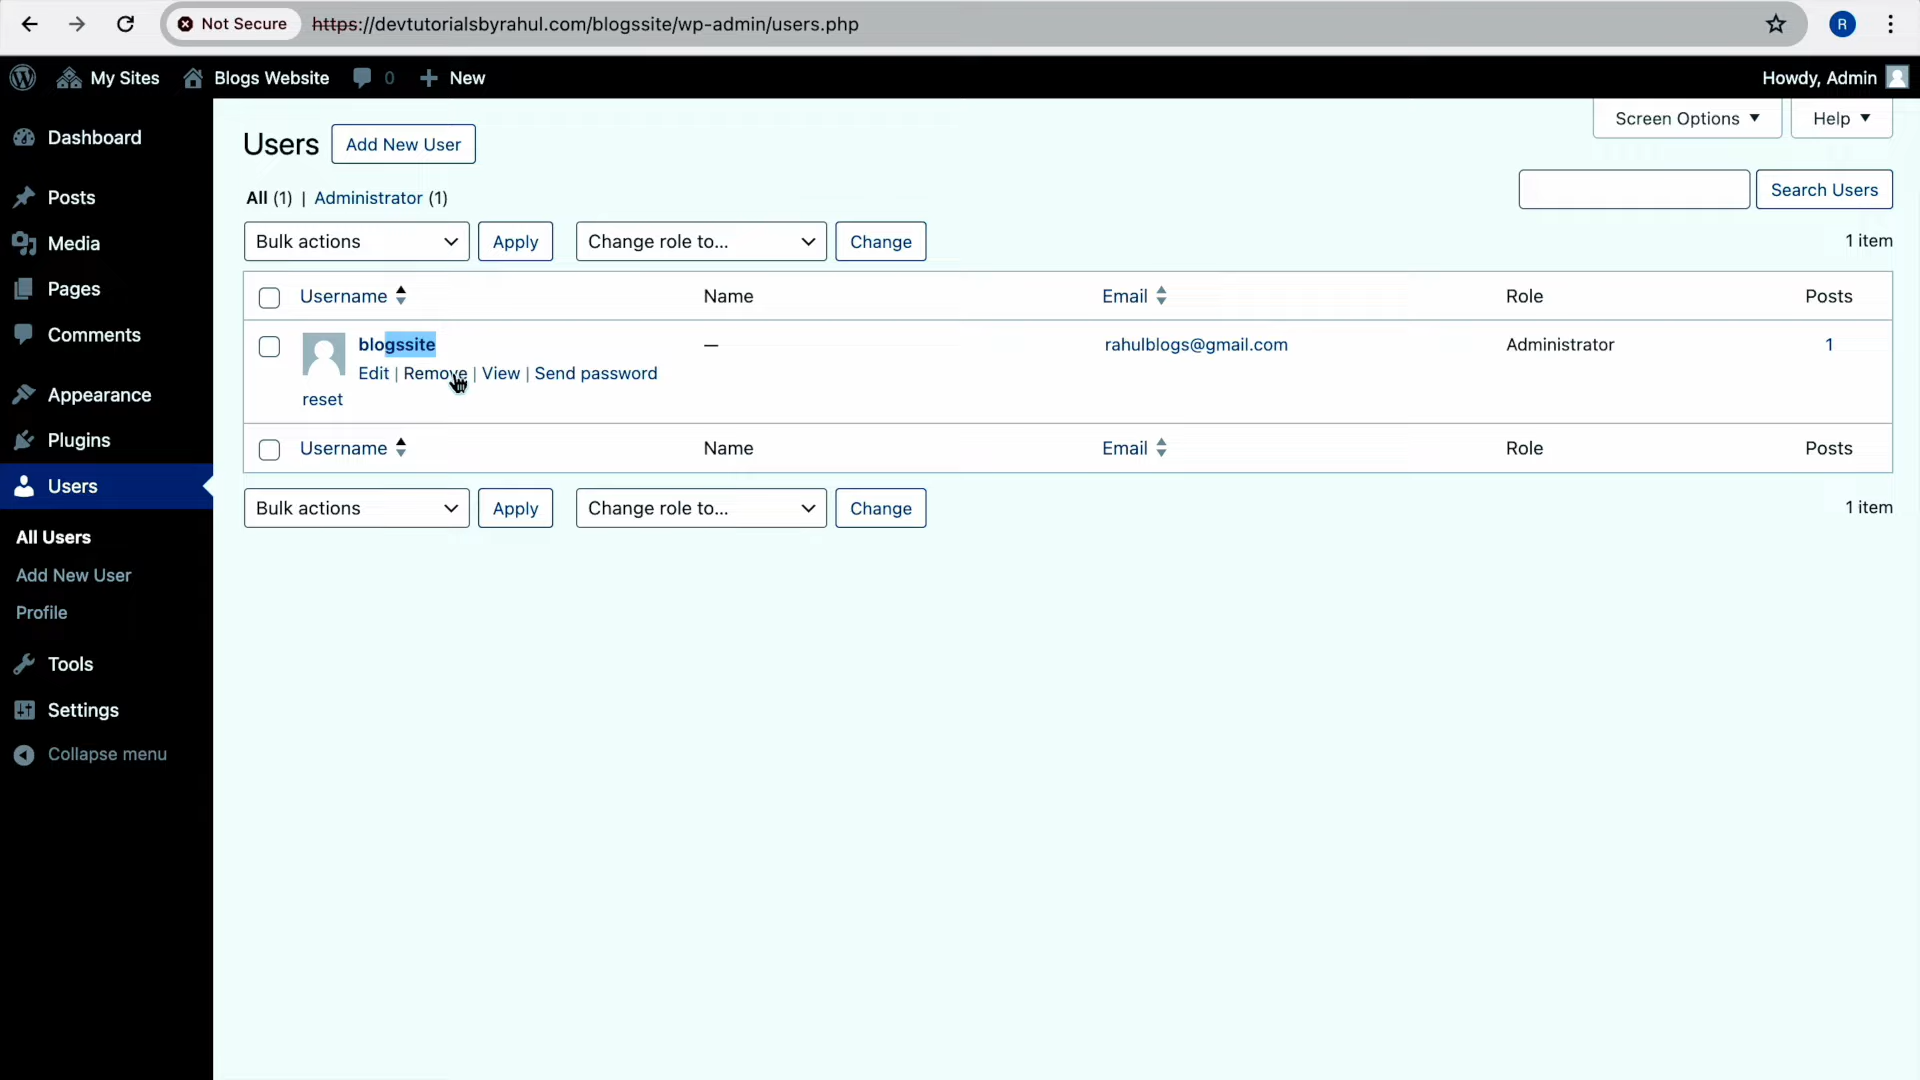 Not Secure https://devtutorialsbyrahul.com/blogssite/wp-admin/users.php R
My Sites Blogs Website 0 New Howdy, Admin
Dashboard
Posts
Media
Pages
Comments
Appearance
Plugins
Users
All Users
Add New User
Profile
Tools
Settings
Collapse menu
Screen Options Help
Users Add New User
All (1) | Administrator (1)
Search Users
Bulk actions Apply Change role to... Change 1 item
Username Name Email Role Posts
blogssite — rahulblogs@gmail.com Administrator 1
Edit | Remove | View | Send password
reset
Username Name Email Role Posts
Bulk actions Apply Change role to... Change 1 item